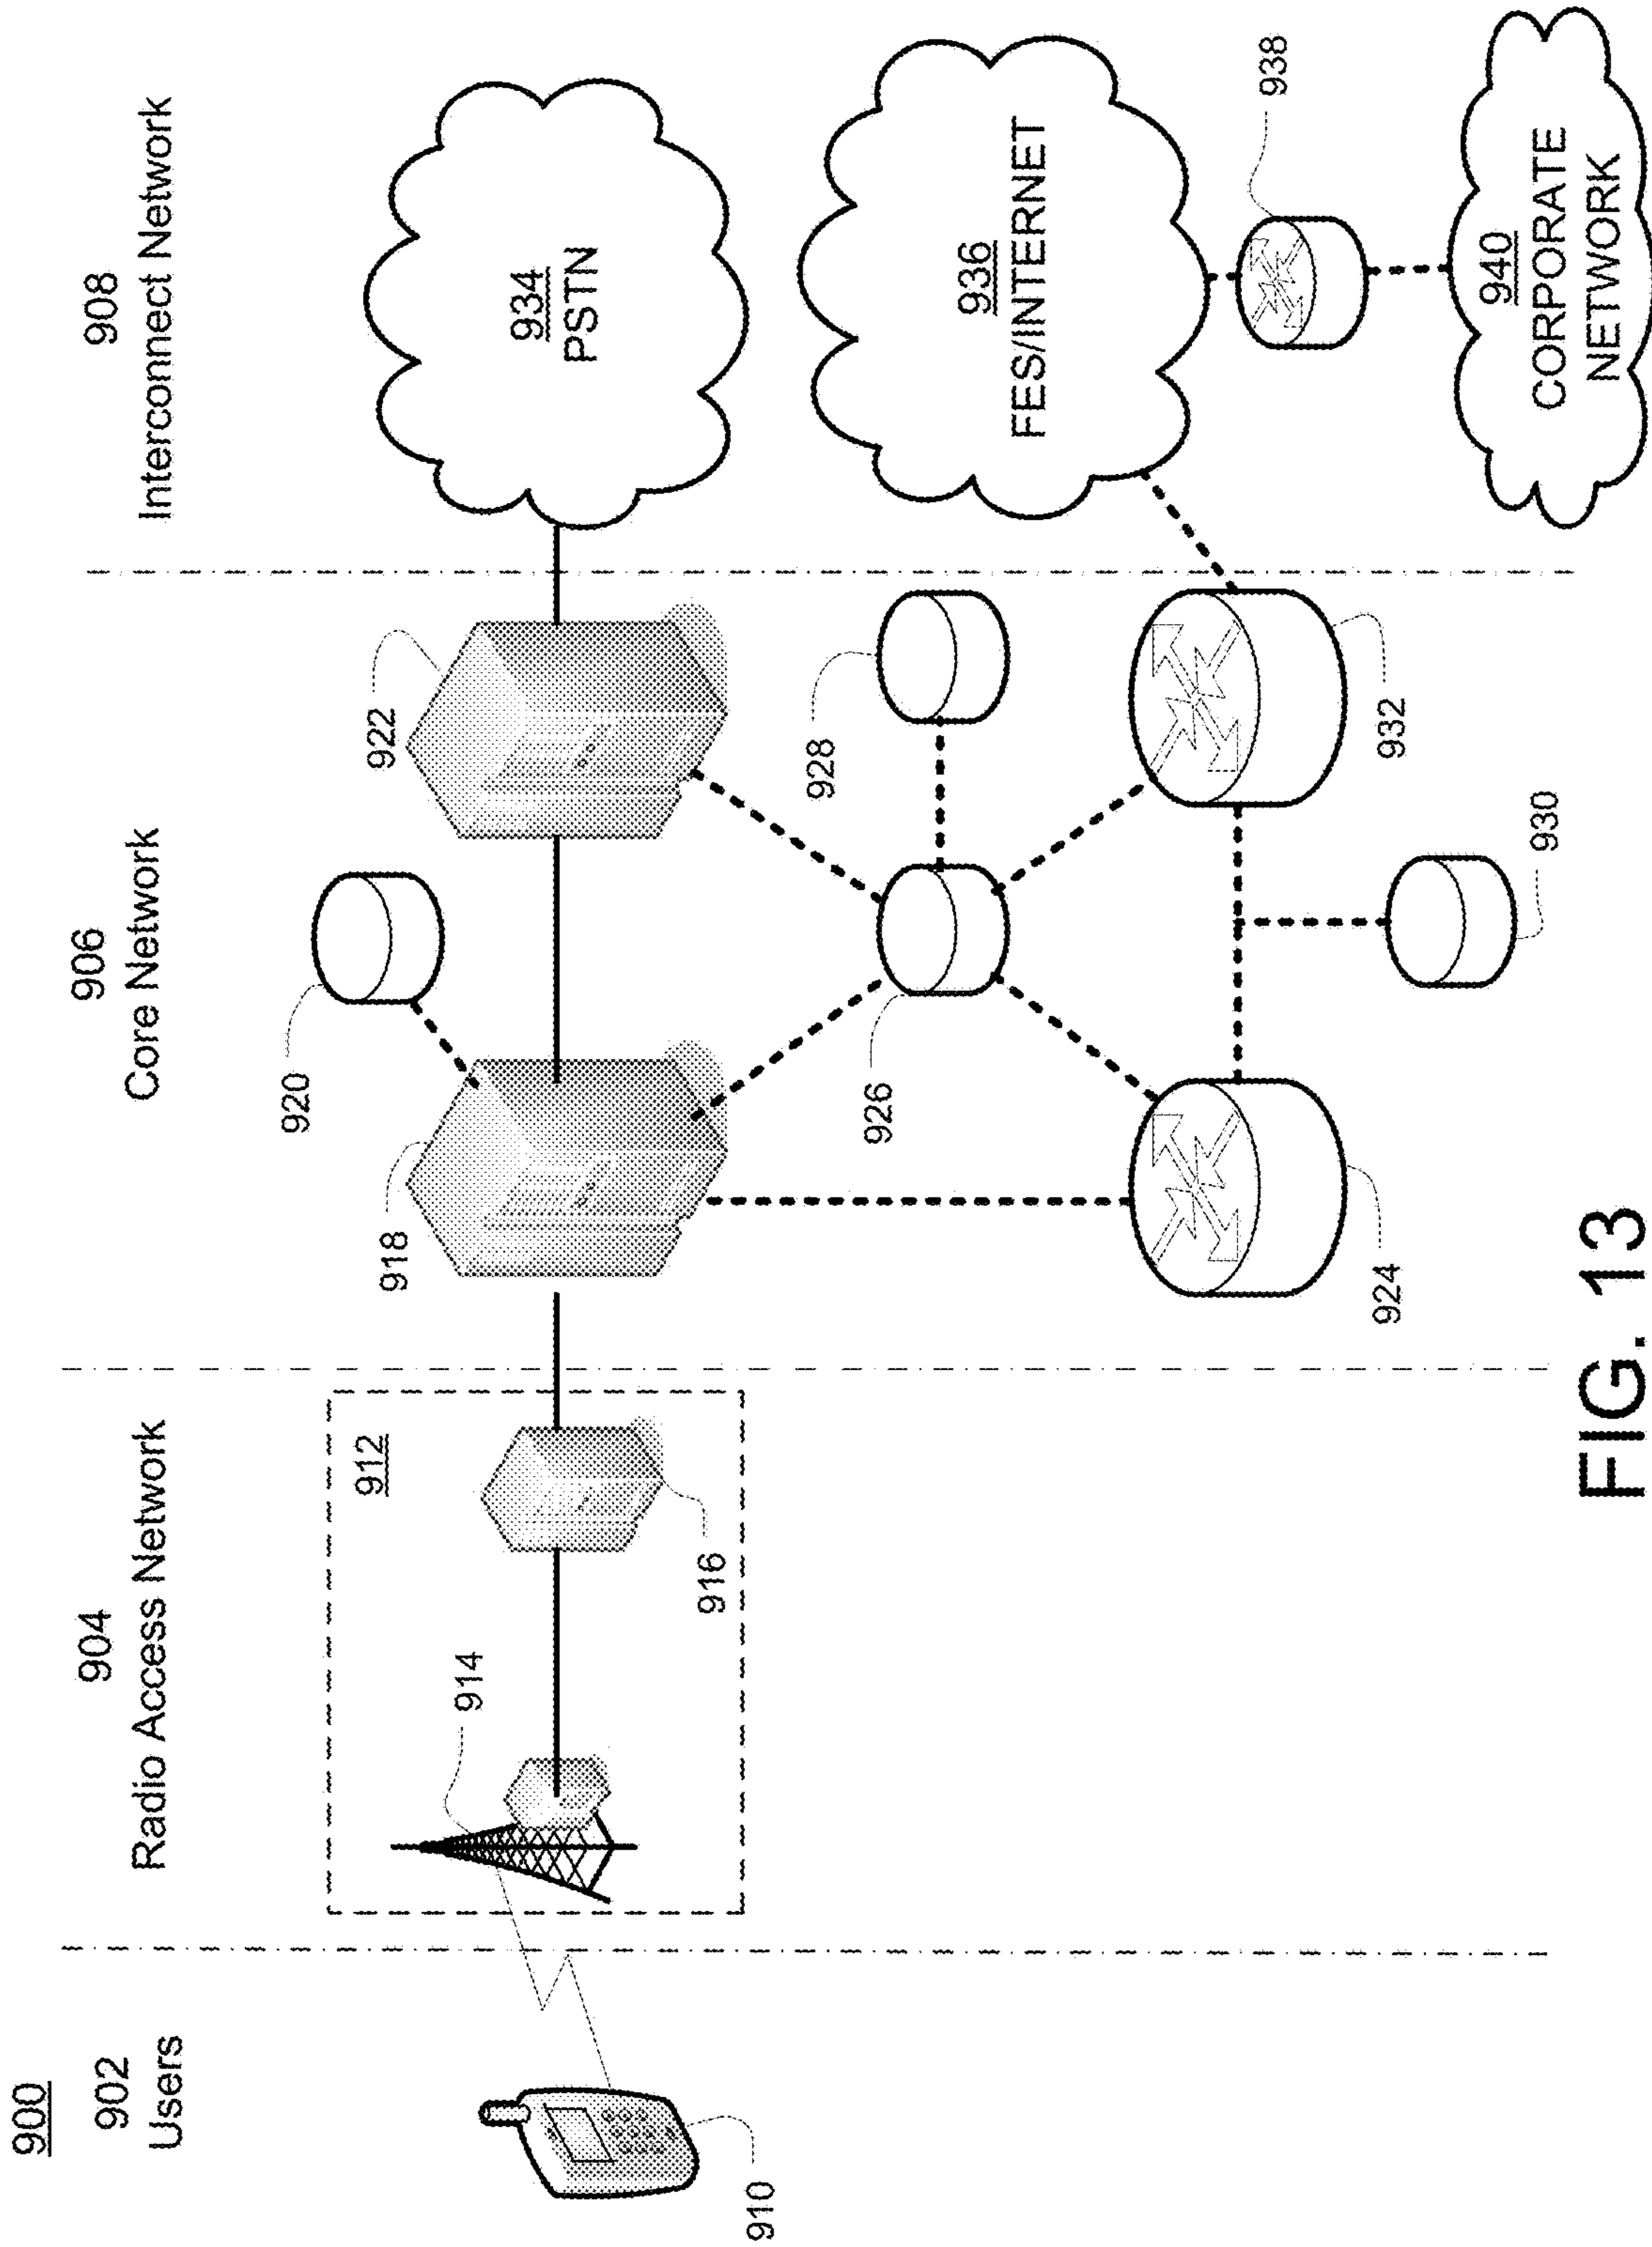 900
902
Users
904
Radio Access Network
906
Core Network
908
Interconnect Network
910
912
914
916
918
920
922
924
926
928
930
932
934
PSTN
936
FES/INTERNET
938
940
CORPORATE
NETWORK
FIG. 13